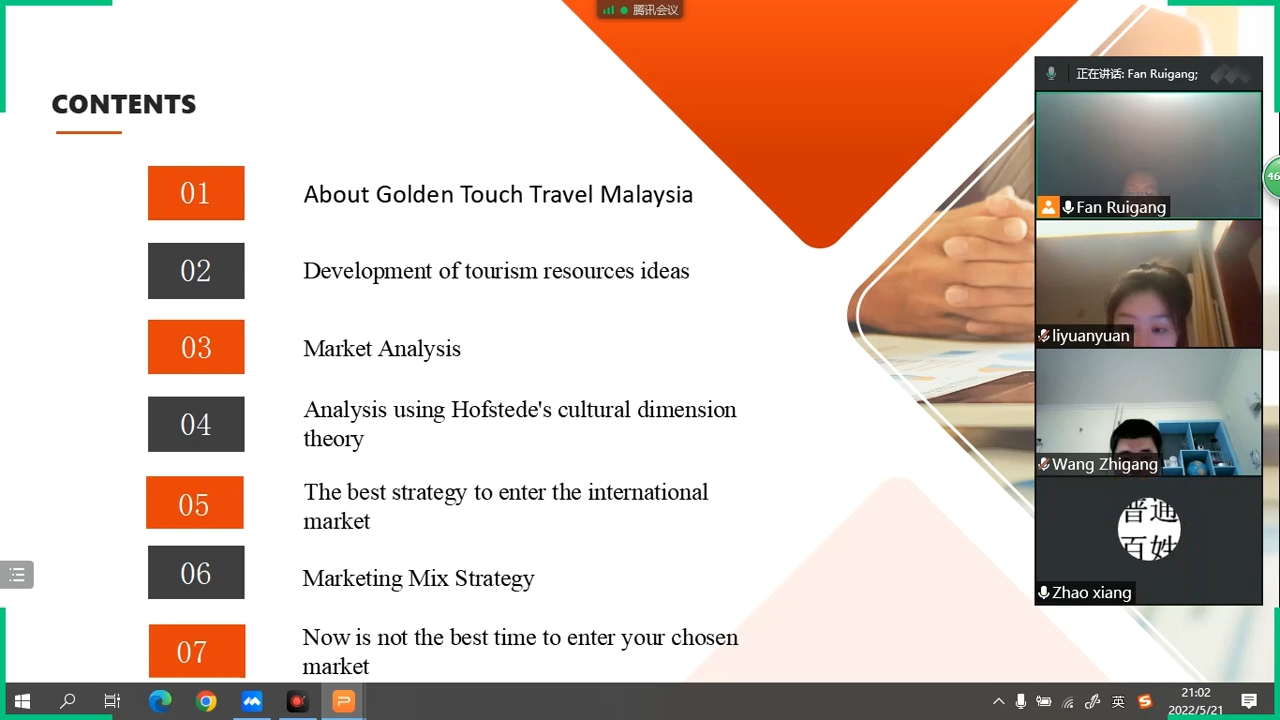 腾讯会议
CONTENTS
01
About Golden Touch Travel Malaysia
02
Development of tourism resources ideas
03
Market Analysis
04
Analysis using Hofstede's cultural dimension
theory
05
The best strategy to enter the international
market
06
Marketing Mix Strategy
07
Now is not the best time to enter your chosen
market
正在讲话: Fan Ruigang;
Fan Ruigang
liyuanyuan
Wang Zhigang
普通
百姓
Zhao xiang
46
英
21:02
2022/5/21